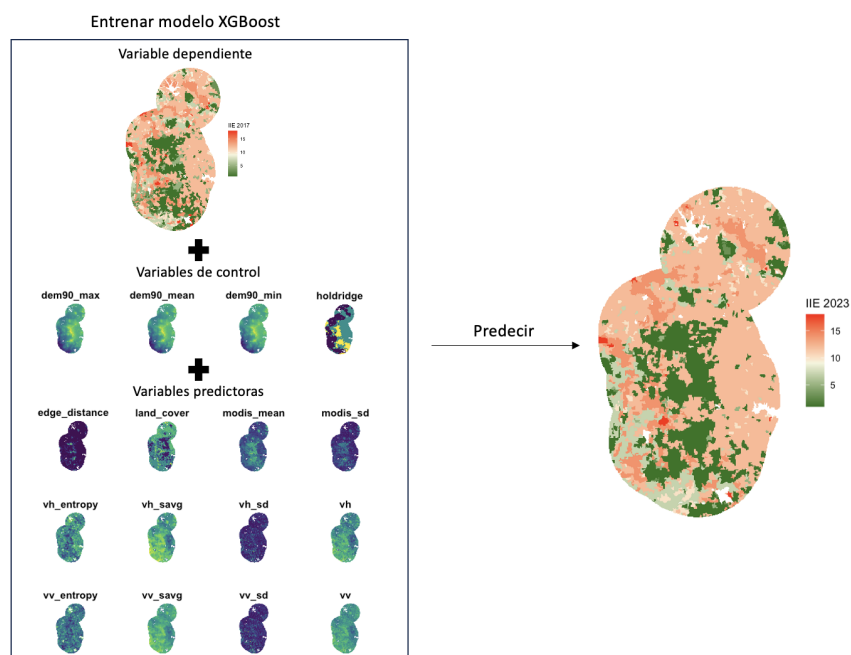 Entrenar modelo XGBoost
Variable dependiente
IIE 2017
15
10
5
Variables de control
dem90_max dem90_mean dem90_min holdridge
Variables predictoras
edge_distance land_cover modis_mean modis_sd
vh_entropy vh_savg vh_sd vh
vv_entropy vv_savg vv_sd vv
Predecir
IIE 2023
15
10
5